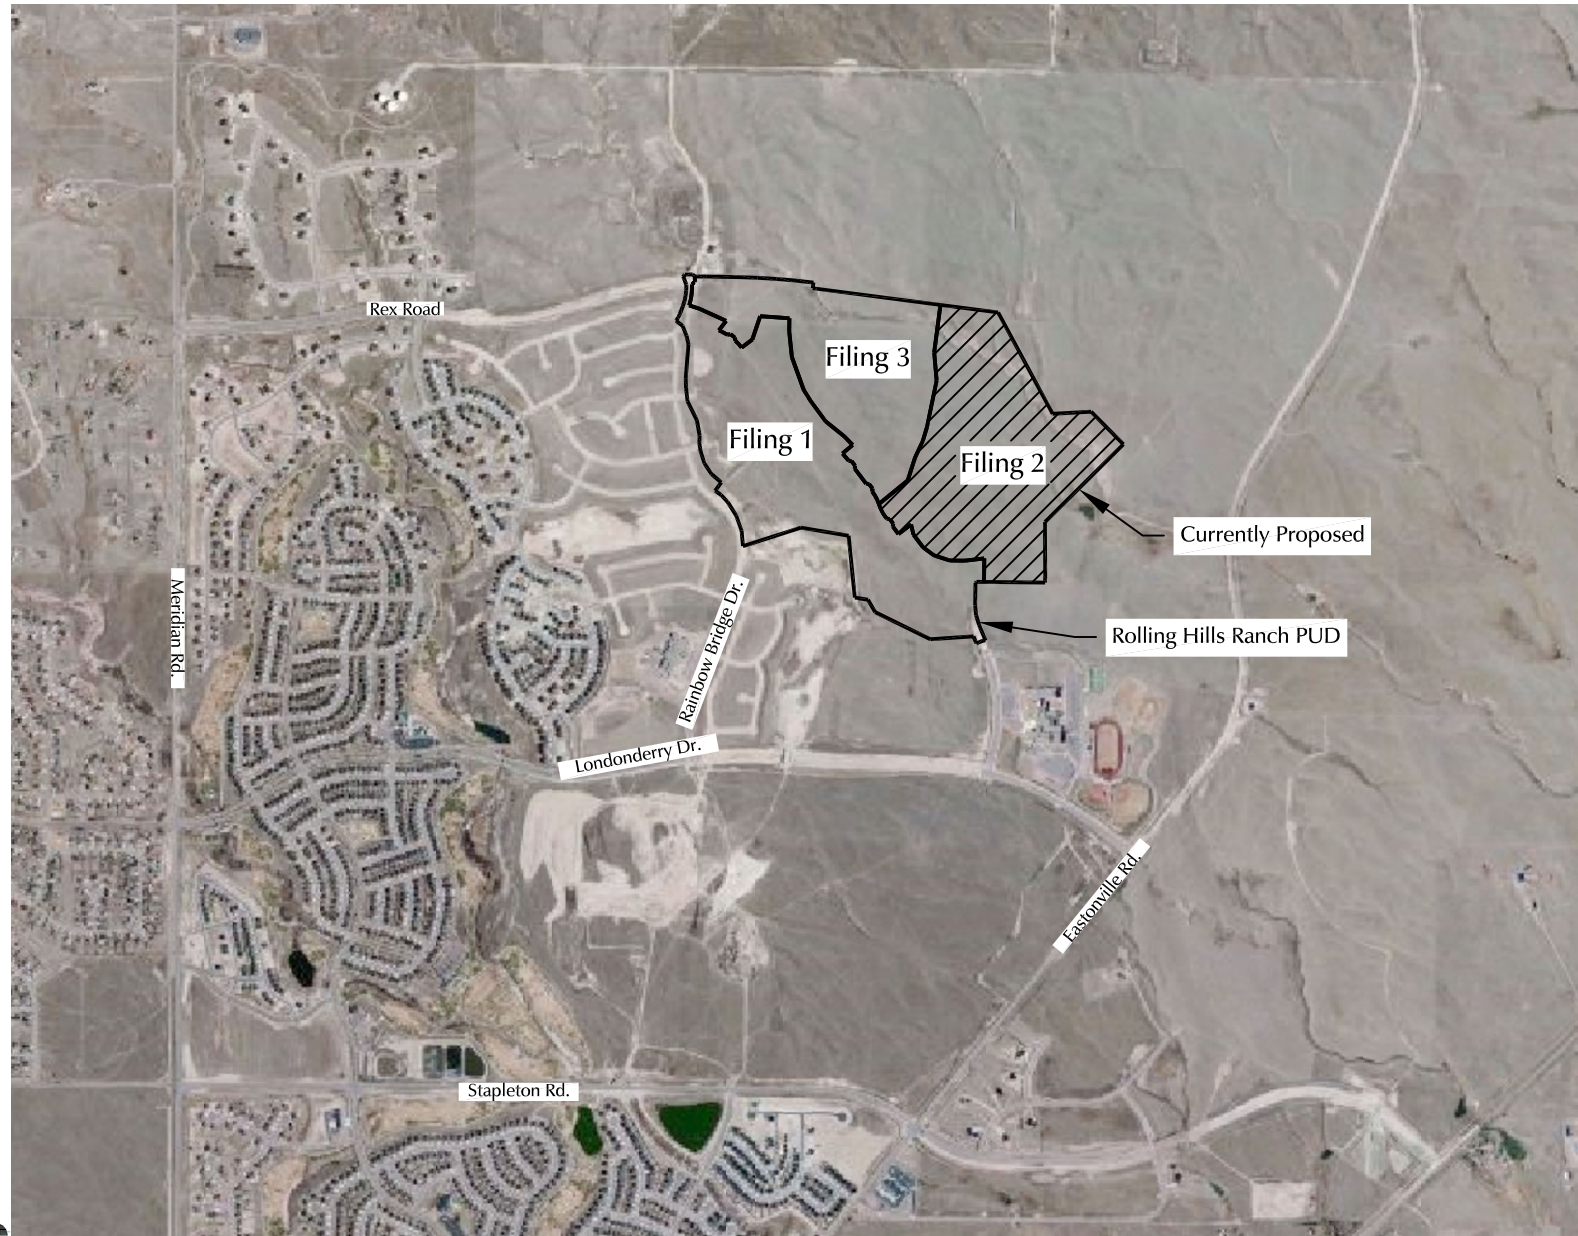 Rex Road
Filing 3
Filing 1
Filing 2
Currently Proposed
Meridian Rd.
Rainbow Bridge Dr.
Rolling Hills Ranch PUD
Londonderry Dr.
Eastonville Rd.
Stapleton Rd.